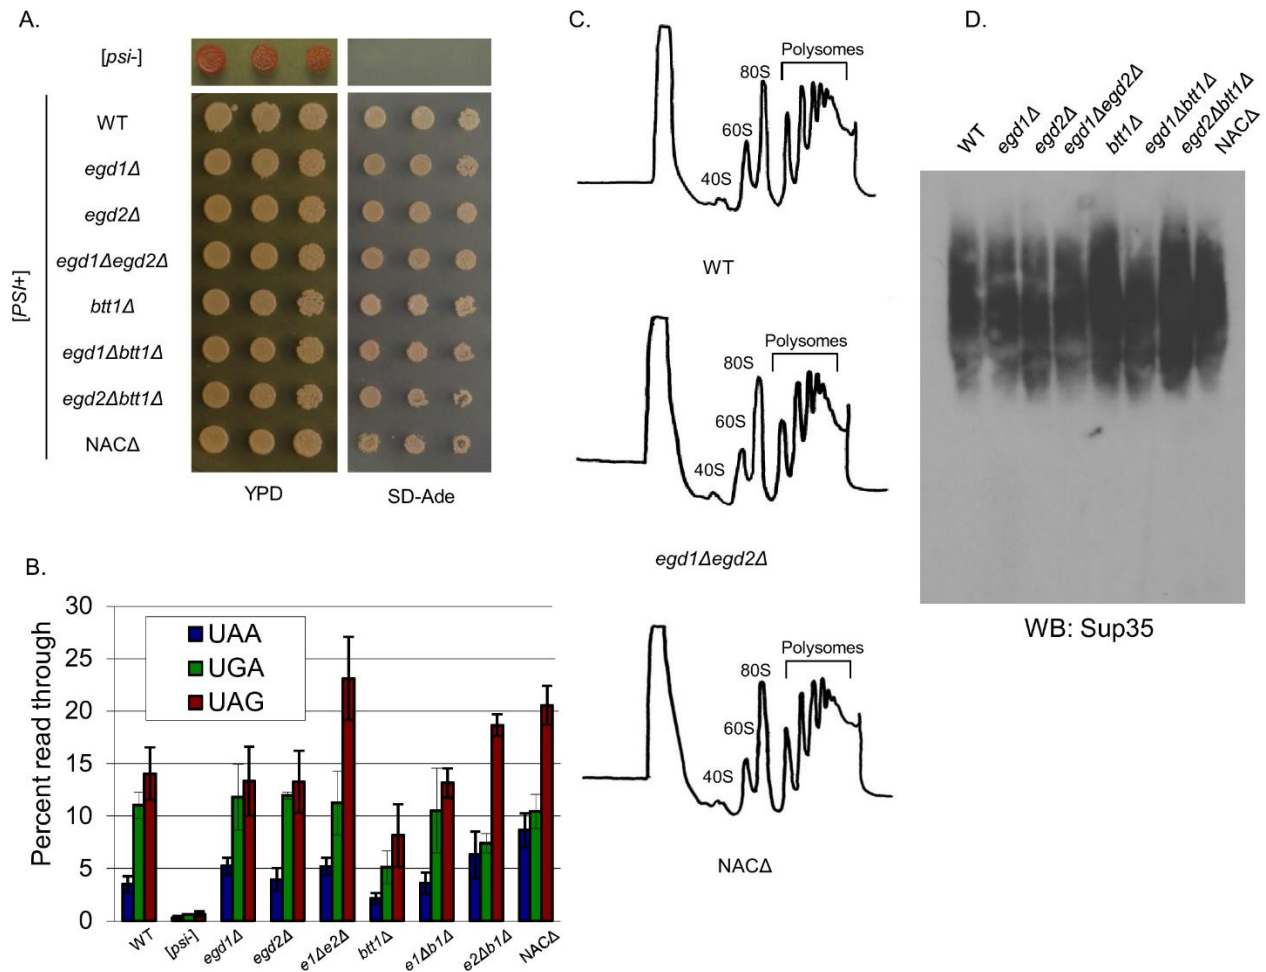 A.
[psi-]
[PSI+]
WT
egd1Δ
egd2Δ
egd1Δegd2Δ
btt1Δ
egd1Δbtt1Δ
egd2Δbtt1Δ
NACΔ
YPD
SD-Ade
B.
Percent read through
30
25
20
15
10
5
0
UAA
UGA
UAG
WT
[psi-]
egd1Δ
egd2Δ
e1Δe2Δ
btt1Δ
e1Δb1Δ
e2Δb1Δ
NACΔ
C.
Polysomes
80S
60S
40S
WT
Polysomes
80S
60S
40S
egd1Δegd2Δ
Polysomes
80S
60S
40S
NACΔ
D.
WT
egd1Δ
egd2Δ
egd1Δegd2Δ
btt1Δ
egd1Δbtt1Δ
egd2Δbtt1Δ
NACΔ
WB: Sup35